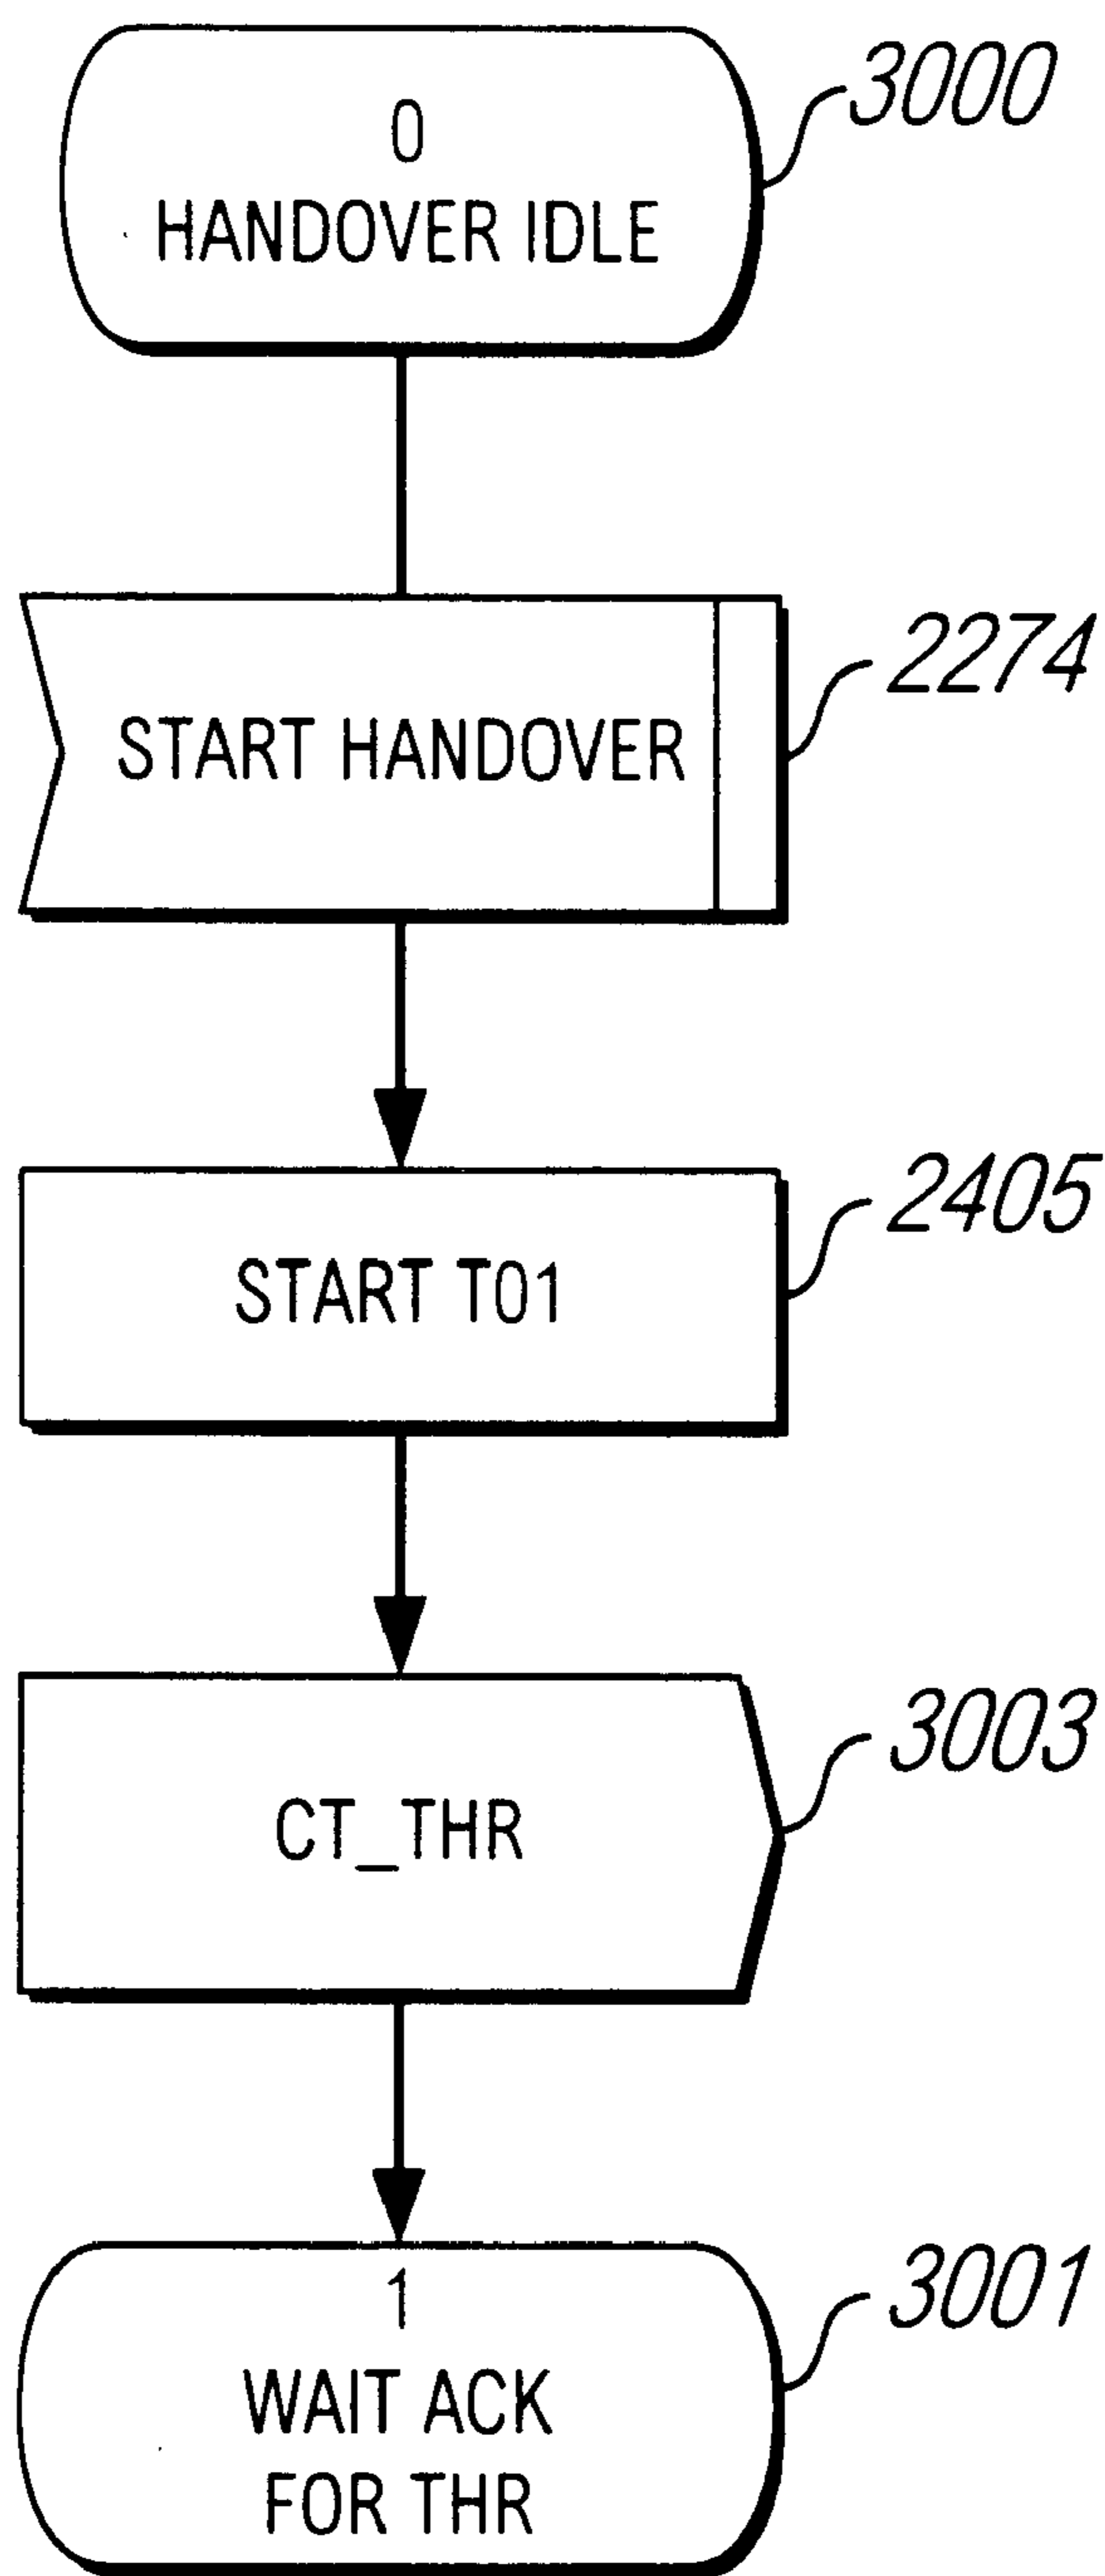 0
3000
HANDOVER IDLE
START HANDOVER
2274
START T01
2405
CT_THR
3003
1
3001
WAIT ACK
FOR THR